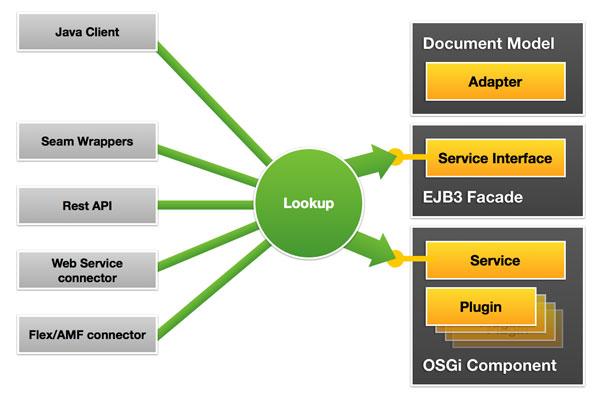 Java Client
Seam Wrappers
Rest API
Web Service
connector
Flex/AMF connector
Lookup
Document Model
Adapter
Service Interface
EJB3 Facade
Service
Plugin
OSGi Component